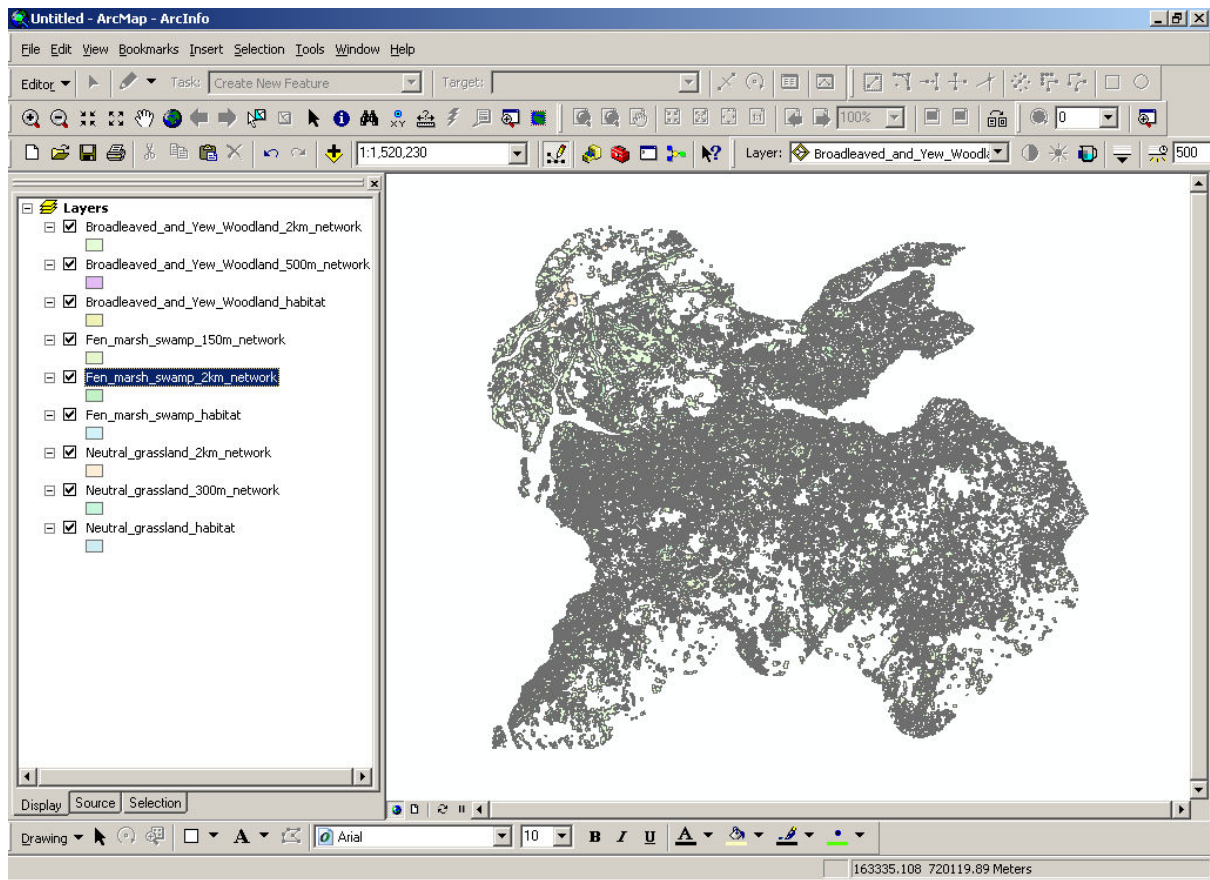 Untitled - ArcMap - ArcInfo
File Edit View Bookmarks Insert Selection Tools Window Help
Editor Task: Create New Feature Target:
XY 100% 0
1:1,520,230 Layer: Broadleaved_and_Yew_Woodl 500
Layers
Broadleaved_and_Yew_Woodland_2km_network
Broadleaved_and_Yew_Woodland_500m_network
Broadleaved_and_Yew_Woodland_habitat
Fen_marsh_swamp_150m_network
Fen_marsh_swamp_2km_network
Fen_marsh_swamp_habitat
Neutral_grassland_2km_network
Neutral_grassland_300m_network
Neutral_grassland_habitat
Display Source Selection
Drawing A Arial 10 B I U A
163335.108 720119.89 Meters